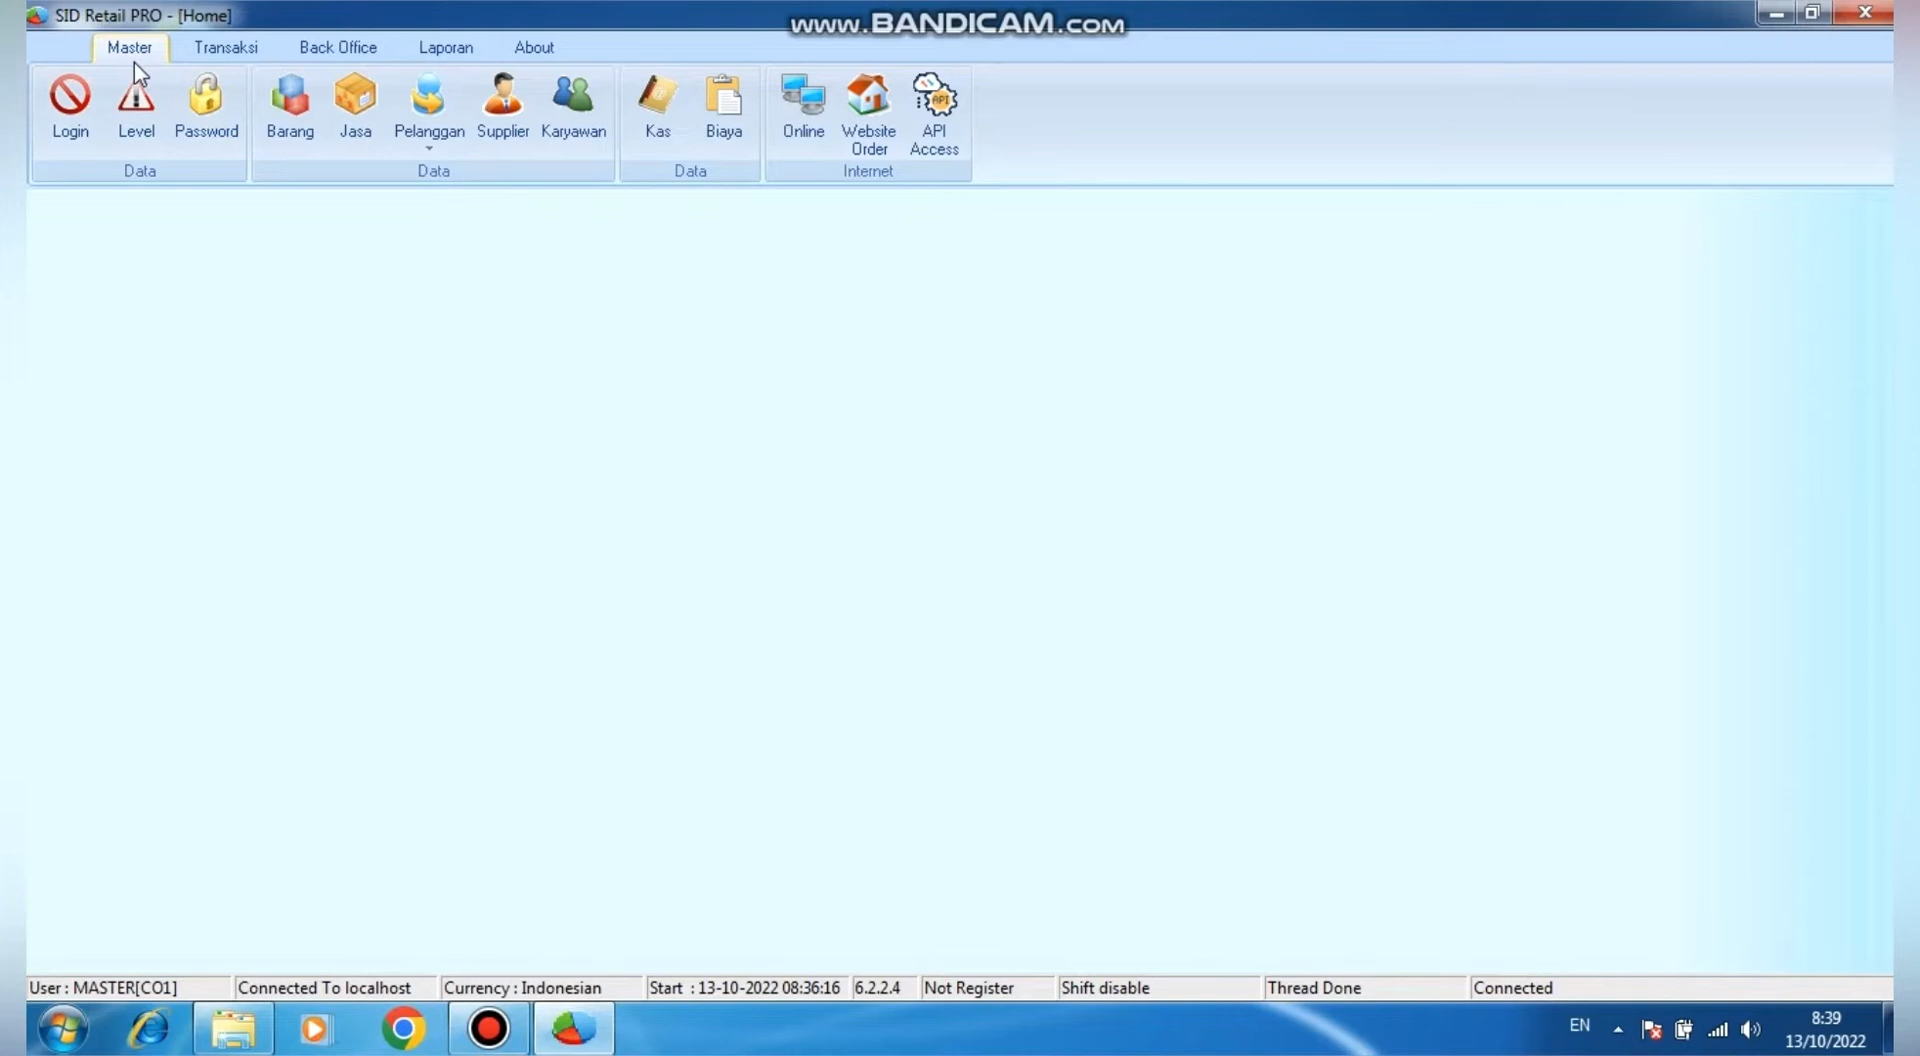 SID Retail PRO - [Home]
www.BANDICAM.com
Master Transaksi Back Office Laporan About
Login Level Password Barang Jasa Pelanggan Supplier Karyawan Kas Biaya Online Website Order API Access
Data Data Data Internet
User : MASTER[CO1] Connected To localhost Currency : Indonesian Start : 13-10-2022 08:36:16 6.2.2.4 Not Register Shift disable Thread Done Connected
EN 8:39
13/10/2022